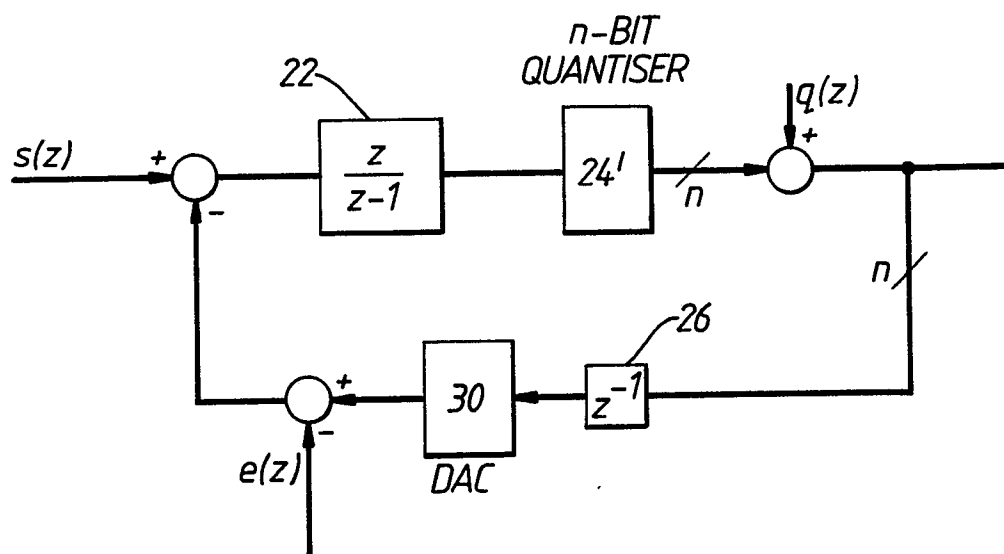 n-BIT
QUANTISER
22
q(z)
s(z)
+
+
z
z-1
24'
n
-
n
26
+
30
z-1
-
e(z)
DAC